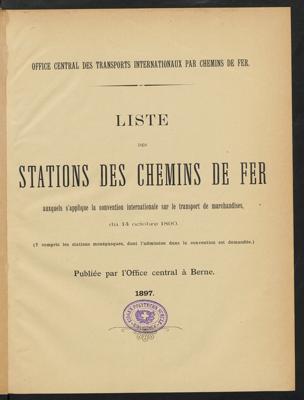 OFFICE CENTRAL DES TRANSPORTS INTERNATIONAUX PAR CHEMINS DE FER.
LISTE
DES
STATIONS DES CHEMINS DE FER
auxquels s'applique la convention internationale sur le transport de marchandises,
du 14 octobre 1890.
(Y compris les stations monégasques, dont l'admission dans la convention est demandée.)
Publiée par l'Office central à Berne.
1897.